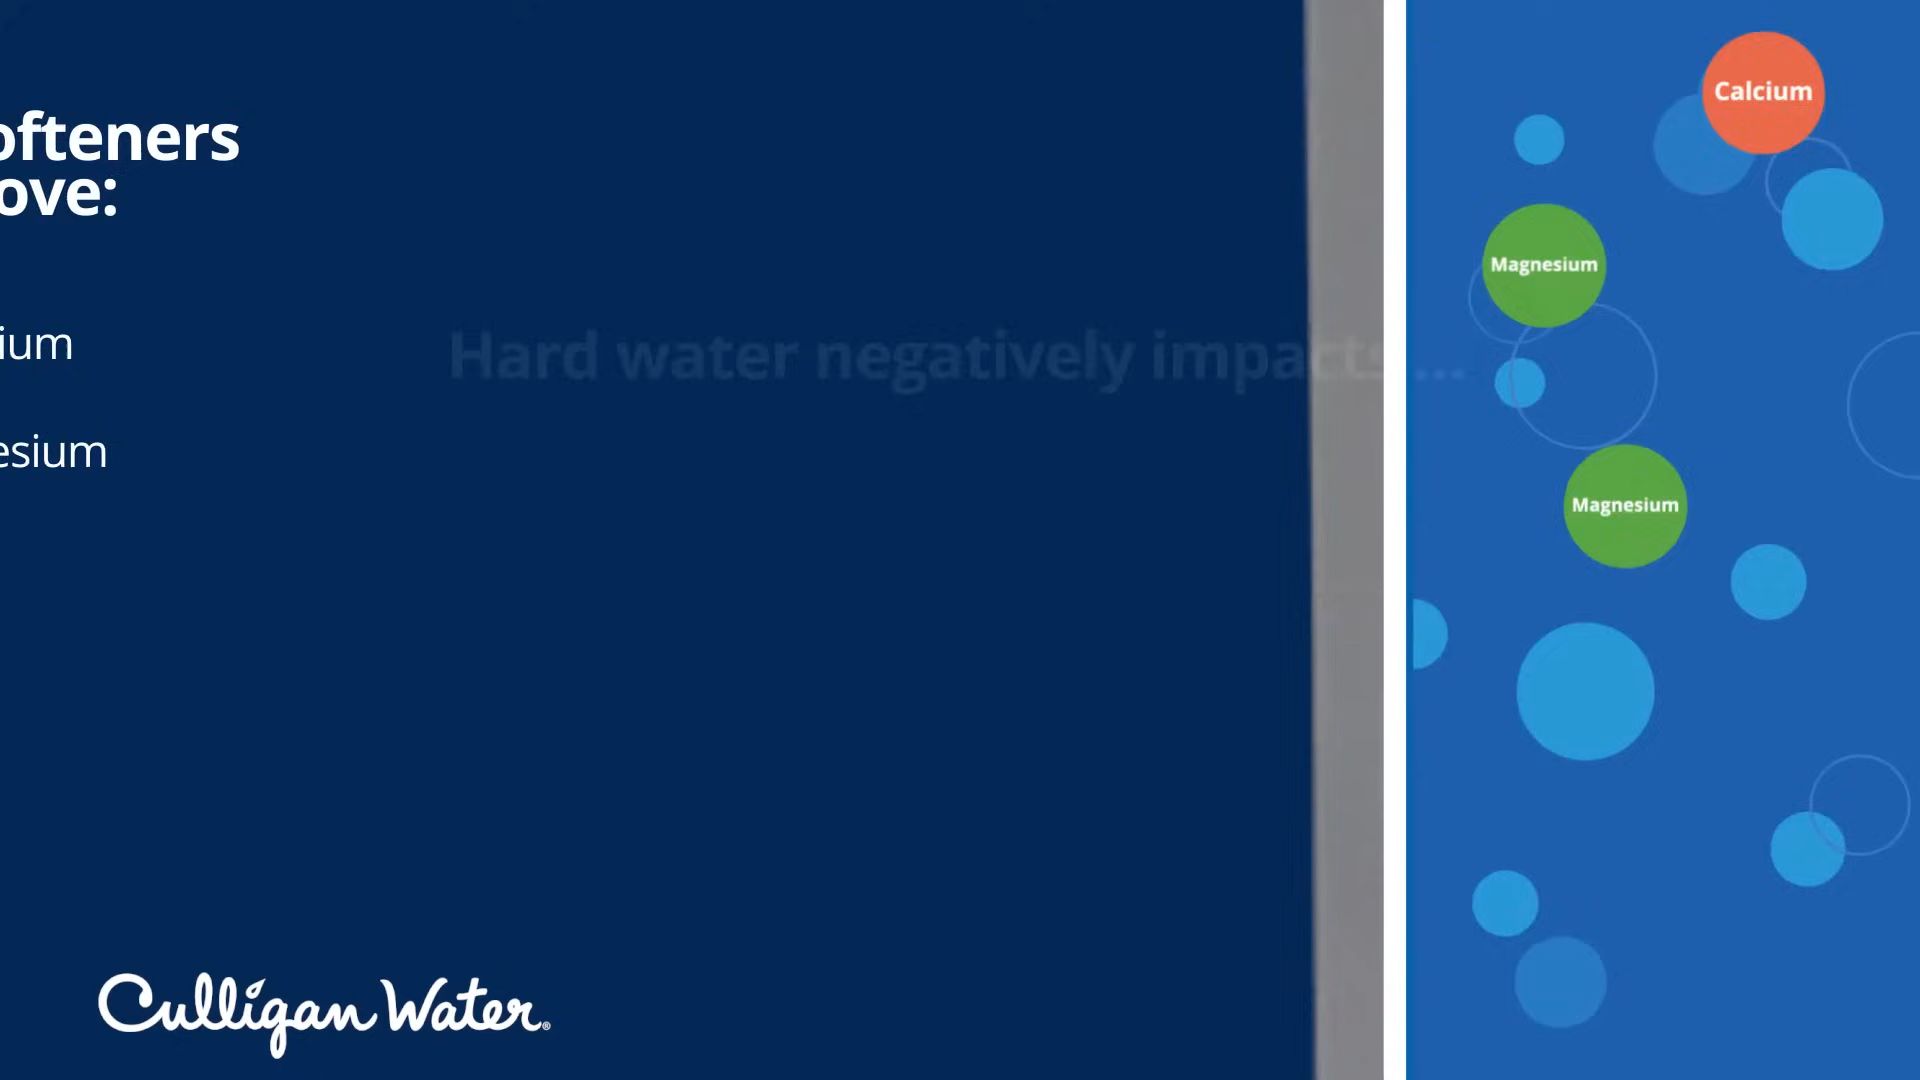 ofteners
ove:
ium
esium
Hard water negatively impacts...
Calcium
Magnesium
Magnesium
Culligan Water®